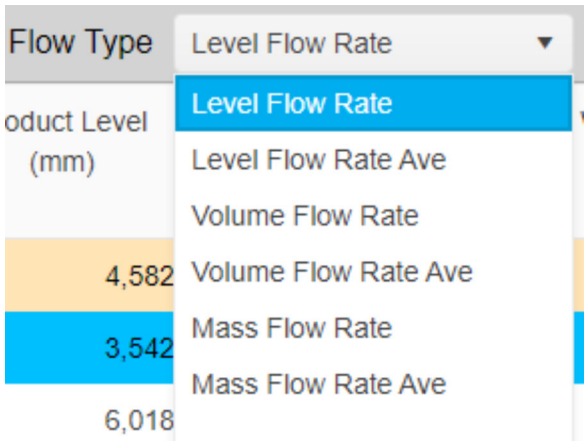 Flow Type Level Flow Rate
Level Flow Rate
oduct Level
(mm)
Level Flow Rate Ave
Volume Flow Rate
4,582 Volume Flow Rate Ave
Mass Flow Rate
3,542
Mass Flow Rate Ave
6,018